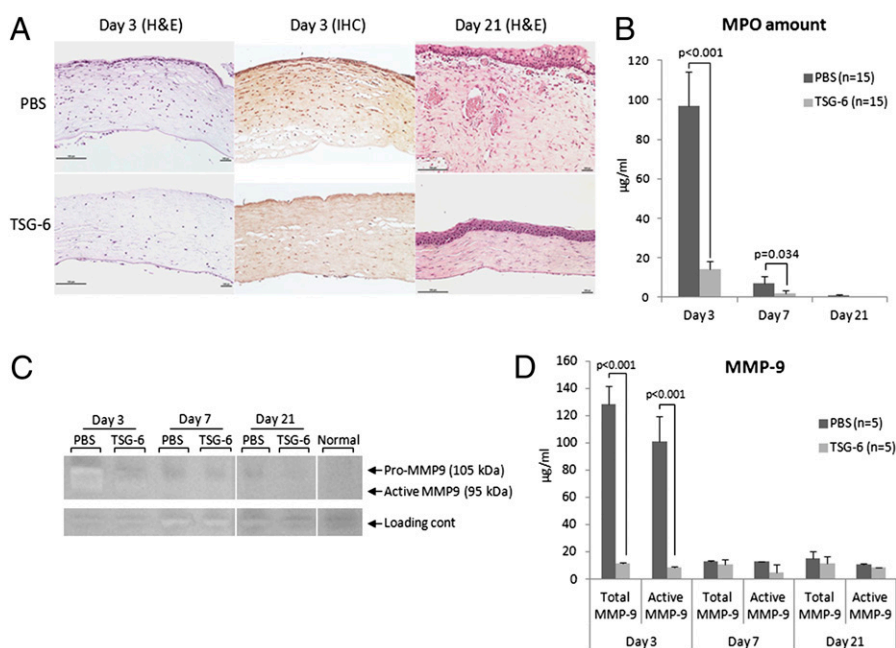 A
Day 3 (H&E)
Day 3 (IHC)
Day 21 (H&E)
PBS
TSG-6
B
MPO amount
120
100
80
60
40
20
0
µg/ml
p<0.001
p=0.034
PBS (n=15)
TSG-6 (n=15)
Day 3
Day 7
Day 21
C
Day 3
Day 7
Day 21
PBS
TSG-6
PBS
TSG-6
PBS
TSG-6
Normal
Pro-MMP9 (105 kDa)
Active MMP9 (95 kDa)
Loading cont
D
MMP-9
160
140
120
100
80
60
40
20
0
µg/ml
p<0.001
p<0.001
PBS (n=5)
TSG-6 (n=5)
Total MMP-9
Active MMP-9
Total MMP-9
Active MMP-9
Total MMP-9
Active MMP-9
Day 3
Day 7
Day 21